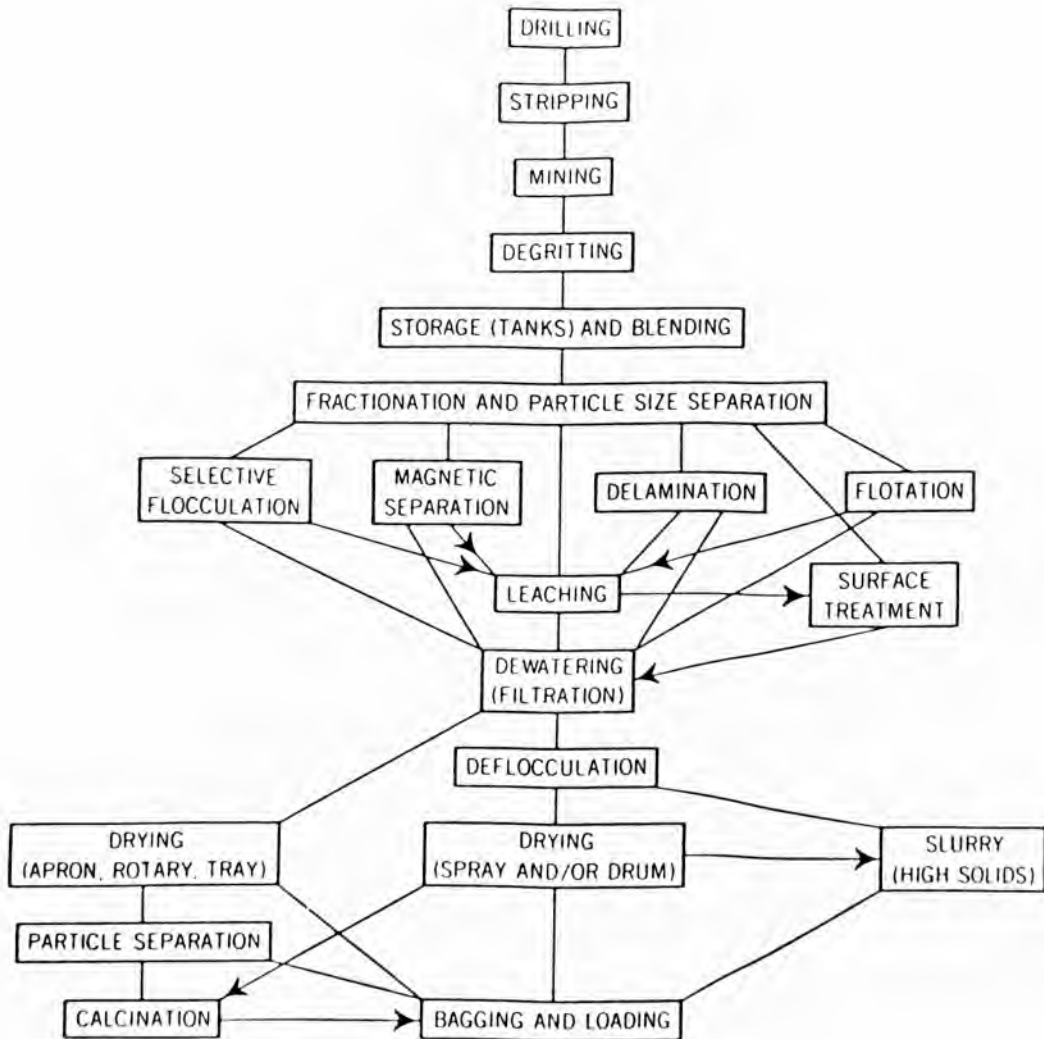 DRILLING
STRIPPING
MINING
DEGRITTING
STORAGE (TANKS) AND BLENDING
FRACTIONATION AND PARTICLE SIZE SEPARATION
SELECTIVE
FLOCCULATION
MAGNETIC
SEPARATION
DELAMINATION
FLOTATION
LEACHING
SURFACE
TREATMENT
DEWATERING
(FILTRATION)
DEFLOCCULATION
DRYING
(APRON, ROTARY, TRAY)
DRYING
(SPRAY AND/OR DRUM)
SLURRY
(HIGH SOLIDS)
PARTICLE SEPARATION
CALCINATION
BAGGING AND LOADING